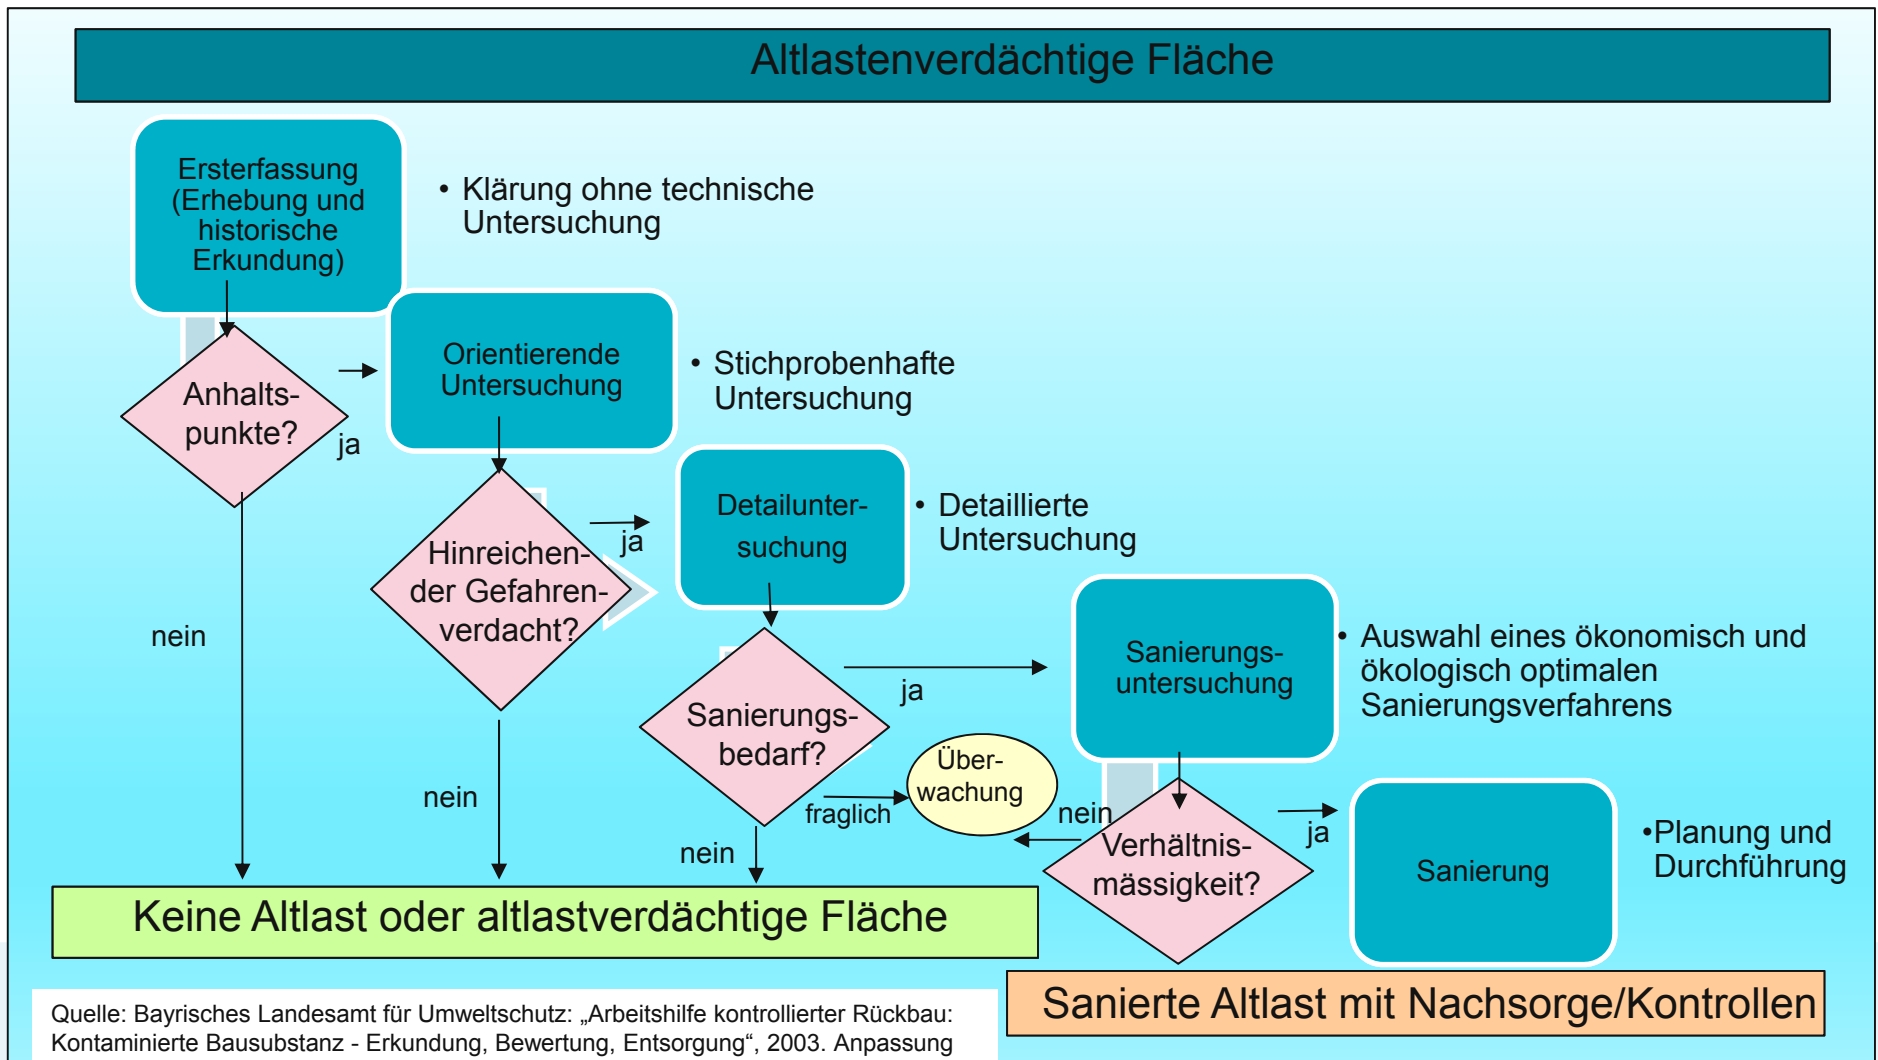 Altlastenverdächtige Fläche
Ersterfassung
(Erhebung und
historische
Erkundung)
• Klärung ohne technische
Untersuchung
Anhalts-
punkte?
ja
nein
Orientierende
Untersuchung
• Stichprobenhafte
Untersuchung
Hinreichen-
der Gefahren-
verdacht?
ja
nein
Detailunter-
suchung
• Detaillierte
Untersuchung
Sanierungs-
bedarf?
ja
fraglich
nein
Über-
wachung
Sanierungs-
untersuchung
• Auswahl eines ökonomisch und
ökologisch optimalen
Sanierungsverfahrens
nein
Verhältnis-
mässigkeit?
ja
Sanierung
•Planung und
Durchführung
Keine Altlast oder altlastverdächtige Fläche
Sanierte Altlast mit Nachsorge/Kontrollen
Quelle: Bayrisches Landesamt für Umweltschutz: „Arbeitshilfe kontrollierter Rückbau:
Kontaminierte Bausubstanz - Erkundung, Bewertung, Entsorgung“, 2003. Anpassung